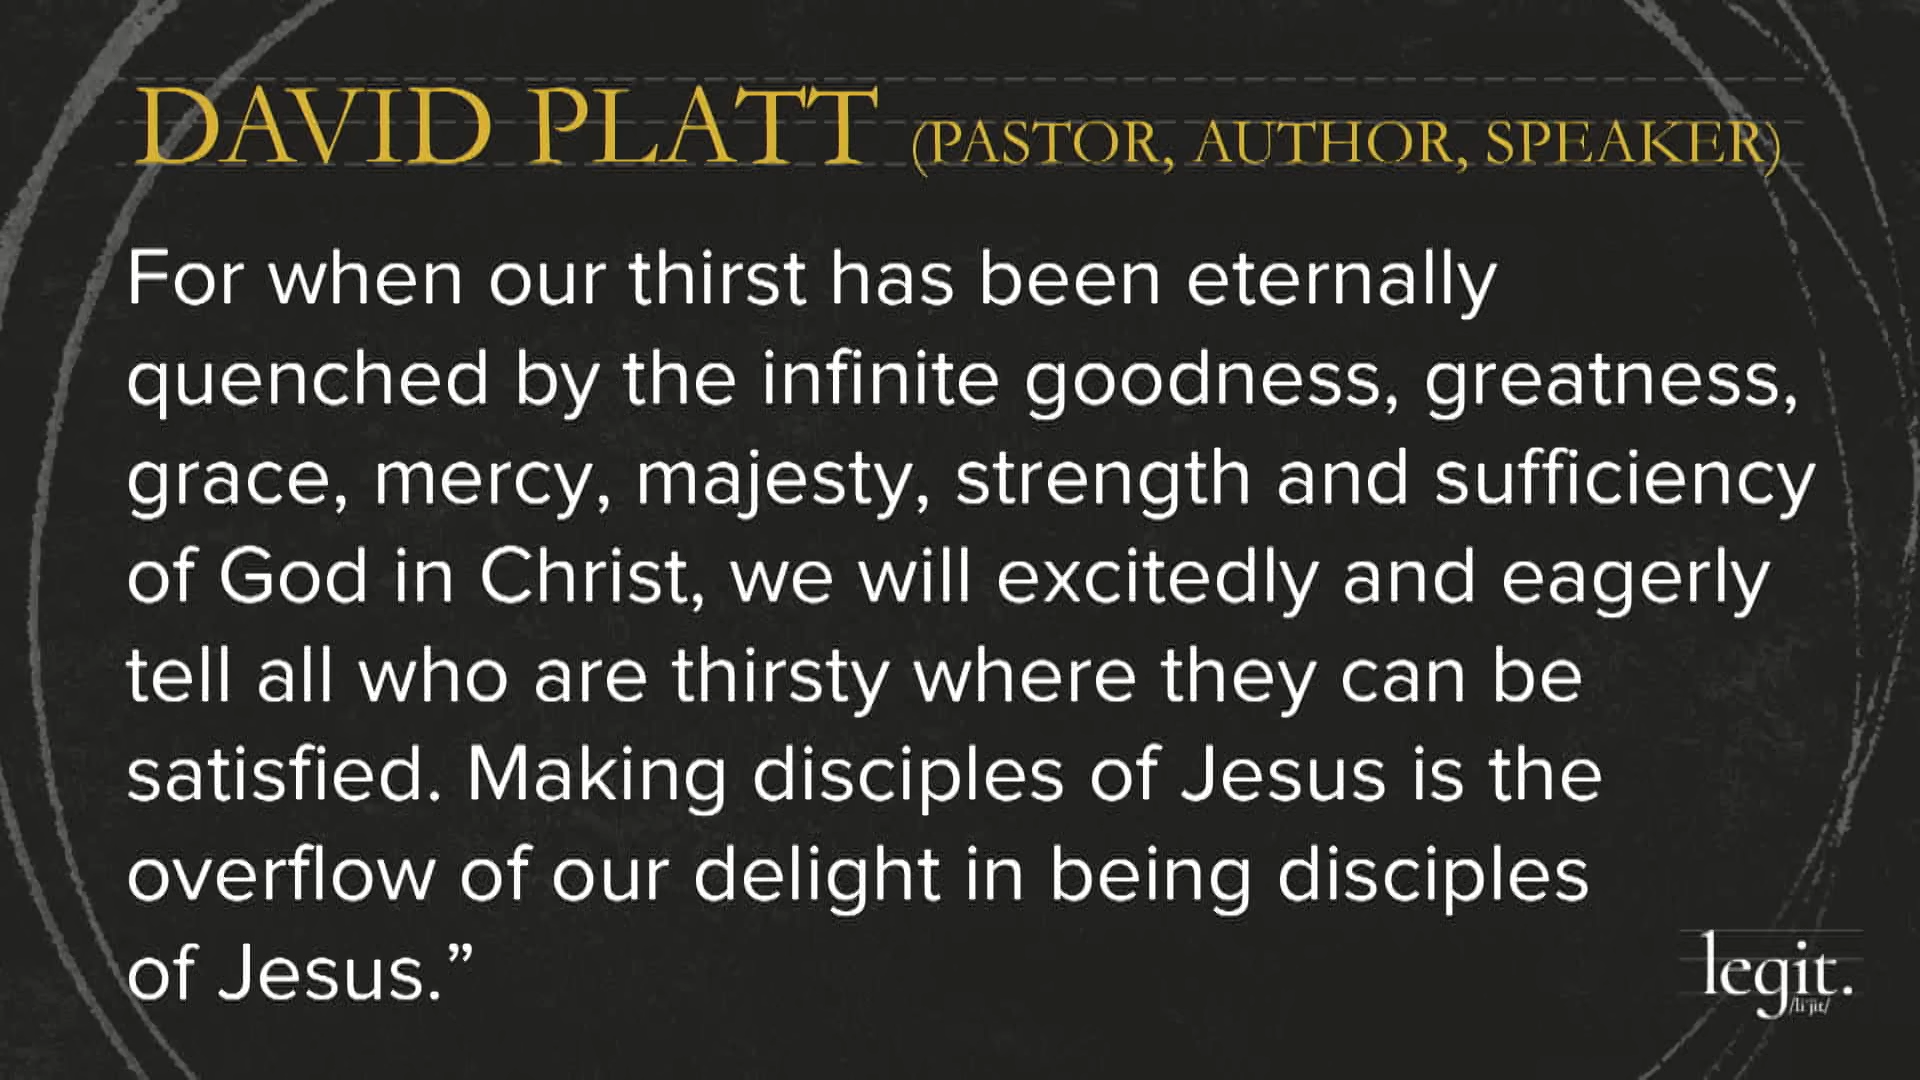 DAVID PLATT (PASTOR, AUTHOR, SPEAKER)
For when our thirst has been eternally
quenched by the infinite goodness, greatness,
grace, mercy, majesty, strength and sufficiency
of God in Christ, we will excitedly and eagerly
tell all who are thirsty where they can be
satisfied. Making disciples of Jesus is the
overflow of our delight in being disciples
of Jesus.”
legit.
/li jit/